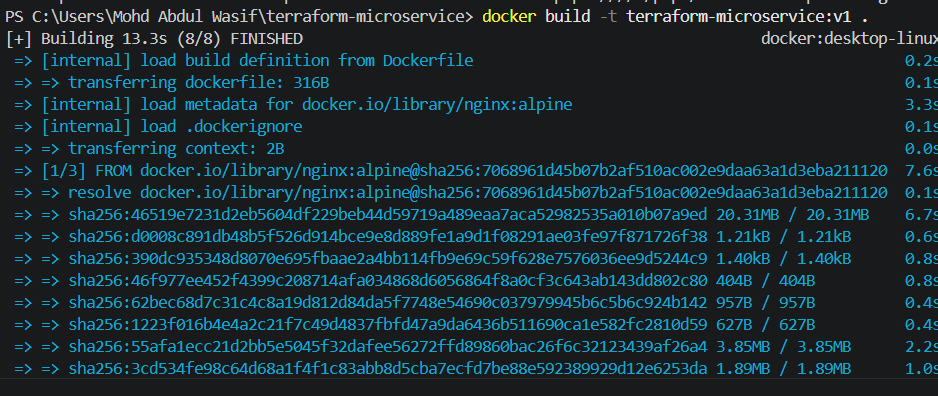 PS C:\Users\Mohd Abdul Wasif\terraform-microservice> docker build -t terraform-microservice:v1 .
[+] Building 13.3s (8/8) FINISHED docker:desktop-linux
=> [internal] load build definition from Dockerfile 0.2s
=> => transferring dockerfile: 316B 0.1s
=> [internal] load metadata for docker.io/library/nginx:alpine 3.3s
=> [internal] load .dockerignore 0.1s
=> => transferring context: 2B 0.0s
=> [1/3] FROM docker.io/library/nginx:alpine@sha256:7068961d45b07b2af510ac002e9daa63a1d3eba211120 7.6s
=> => resolve docker.io/library/nginx:alpine@sha256:7068961d45b07b2af510ac002e9daa63a1d3eba211120 0.1s
=> => sha256:46519e7231d2eb5604df229beb44d59719a489eaa7aca52982535a010b07a9ed 20.31MB / 20.31MB 6.7s
=> => sha256:d0008c891db48b5f526d914bce9e8d889fe1a9d1f08291ae03fe97f871726f38 1.21kB / 1.21kB 0.6s
=> => sha256:390dc935348d8070e695fbaae2a4bb114fb9e69c59f628e7576036ee9d5244c9 1.40kB / 1.40kB 0.8s
=> => sha256:46f977ee452f4399c208714afa034868d6056864f8a0cf3c643ab143dd802c80 404B / 404B 0.8s
=> => sha256:62bec68d7c31c4c8a19d812d84da5f7748e54690c037979945b6c5b6c924b142 957B / 957B 0.4s
=> => sha256:1223f016b4e4a2c21f7c49d4837fbfd47a9da6436b511690ca1e582fc2810d59 627B / 627B 0.4s
=> => sha256:55afa1ecc21d2bb5e5045f32dafee56272ffd89860bac26f6c32123439af26a4 3.85MB / 3.85MB 2.2s
=> => sha256:3cd534fe98c64d68a1f4f1c83abb8d5cba7ecfd7be88e592389929d12e6253da 1.89MB / 1.89MB 1.0s